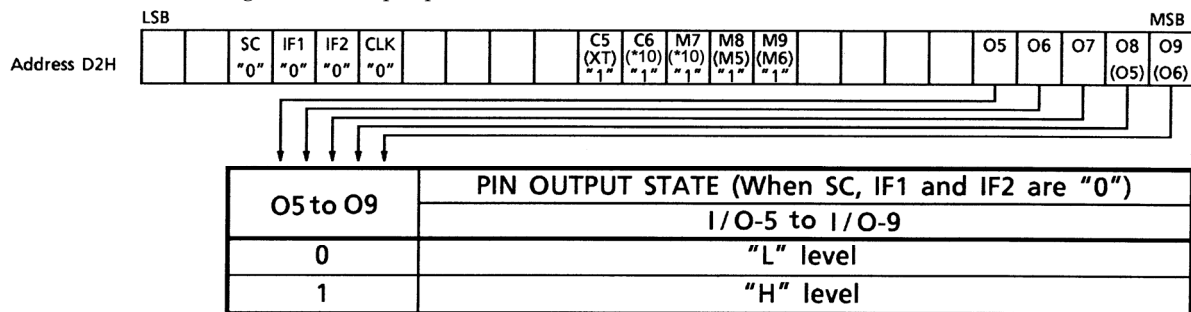 LSB MSB
Address D2H SC "0" IF1 "0" IF2 "0" CLK "0" C5 (XT) "1" C6 (*10) "1" M7 (*10) "1" M8 (M5) "1" M9 (M6) "1" O5 O6 O7 O8 (O5) O9 (O6)
O5 to O9 PIN OUTPUT STATE (When SC, IF1 and IF2 are "0")
I/O-5 to I/O-9
0 "L" level
1 "H" level